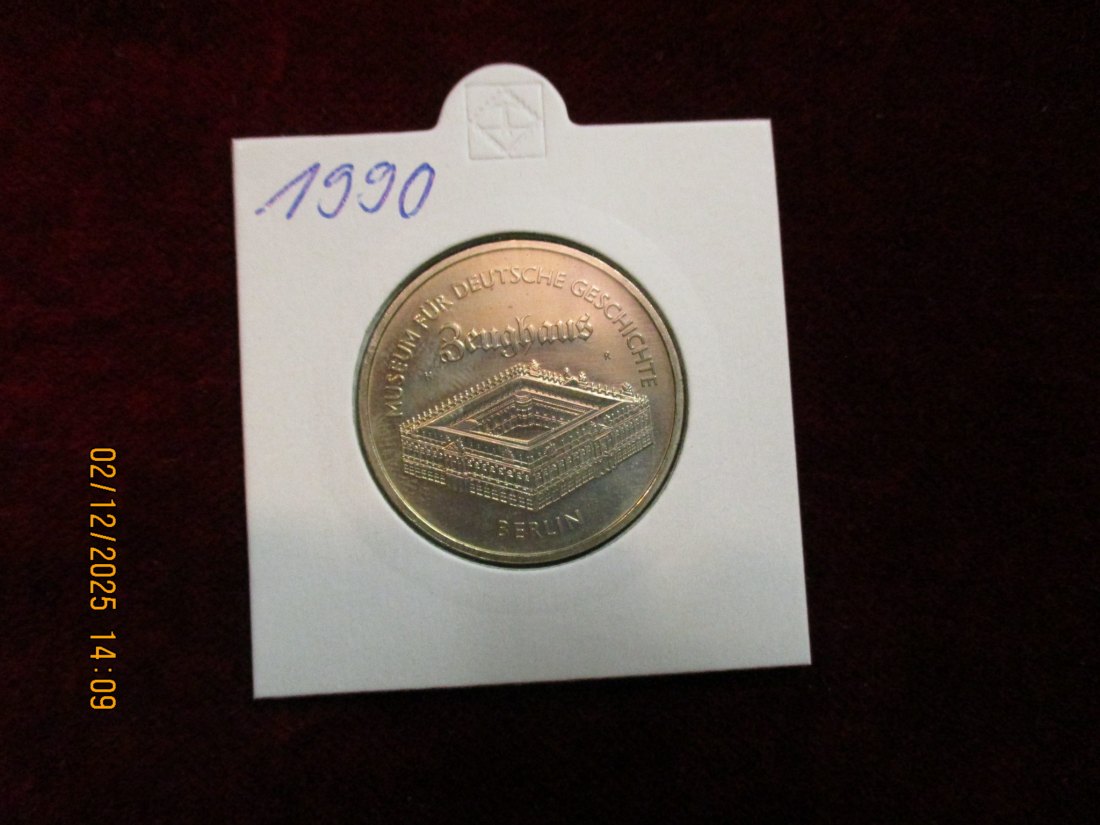 1990
MUSEUM FÜR DEUTSCHE GESCHICHTE
Zeughaus
BERLIN
02/12/2025 14:09